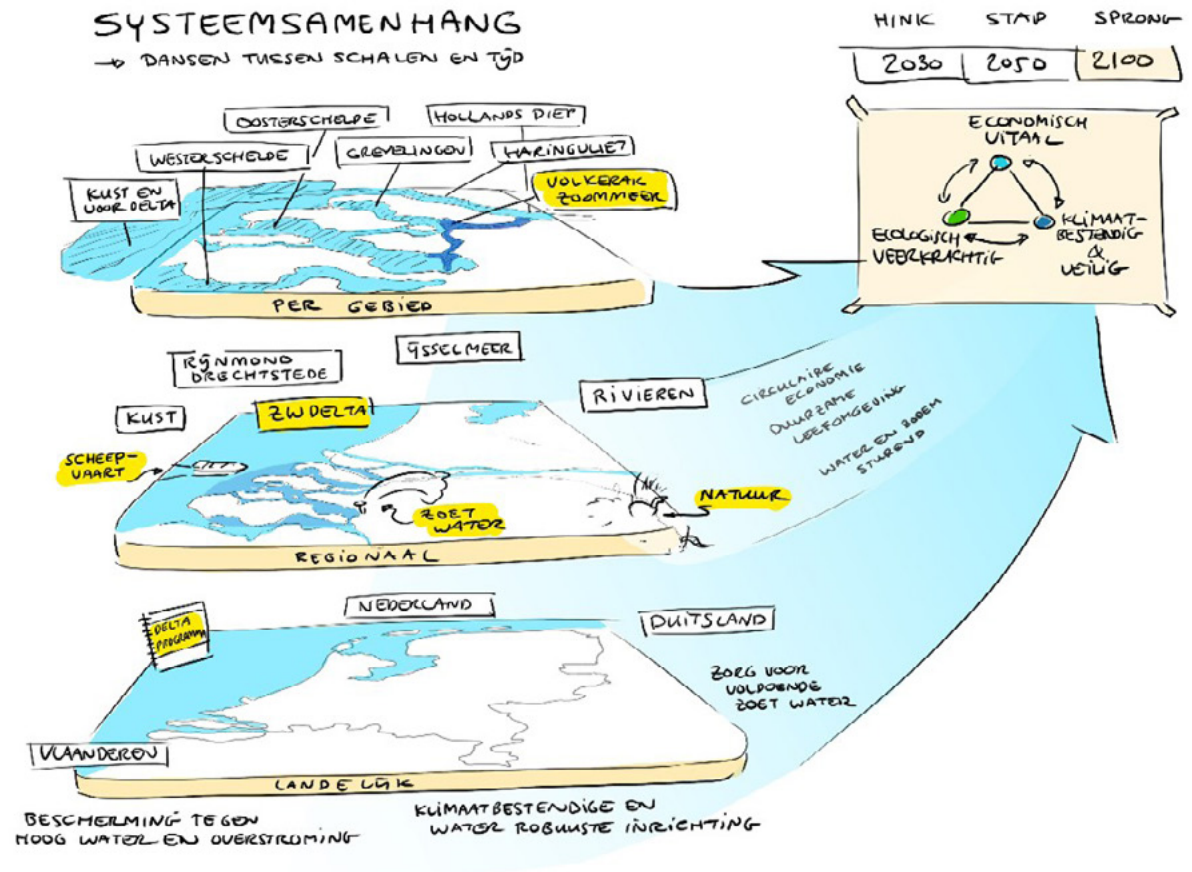 SYSTEEMSAMENHANG
→ DANSEN TUSSEN SCHALEN EN TIJD
HINK STAP SPRONG
2030 2050 2100
ECONOMISCH
VITAAL
ECOLOGISCH
VEERKRACHTIG
KLIMAAT-
BESTENDIG
&
VEILIG
OOSTERSCHELDE
HOLLANDS DIEP
WESTERSCHELDE
GREVELINGEN
HARINGVLIET
KUST EN
VOORDELTA
VOLKERAK
ZOOMMEER
PER GEBIED
RIJNMOND
DRECHTSTEDE
IJSSELMEER
RIVIEREN
KUST
ZW DELTA
SCHEEP-
VAART
ZOET
WATER
NATUUR
REGIONAAL
CIRCULAIRE
ECONOMIE
DUURZAME
LEEFOMGEVING
WATER EN BODEM
STUREND
NEDERLAND
DUITSLAND
DELTA
PROGRAMMA
VLAANDEREN
LANDELIJK
ZORG VOOR
VOLDOENDE
ZOET WATER
BESCHERMING TEGEN
HOOG WATER EN OVERSTROMING
KLIMAATBESTENDIGE EN
WATER ROBUUSTE INRICHTING